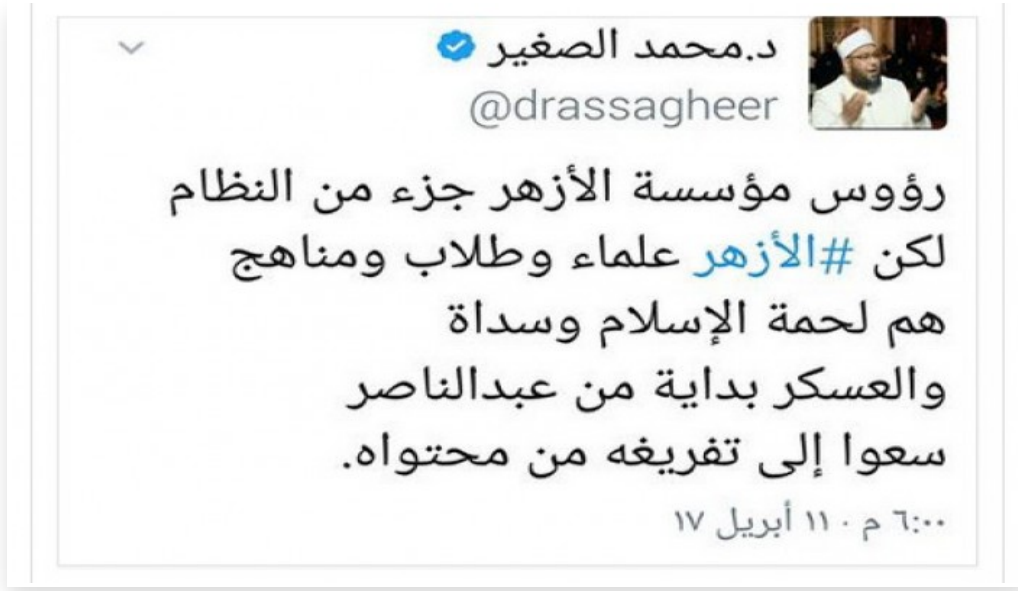 د.محمد الصغير
@drassagheer
رؤوس مؤسسة الأزهر جزء من النظام
لكن #الأزهر علماء وطلاب ومناهج
هم لحمة الإسلام وسداة
والعسكر بداية من عبدالناصر
سعوا إلى تفريغه من محتواه.
٦:٠٠ م · ١١ أبريل ١٧